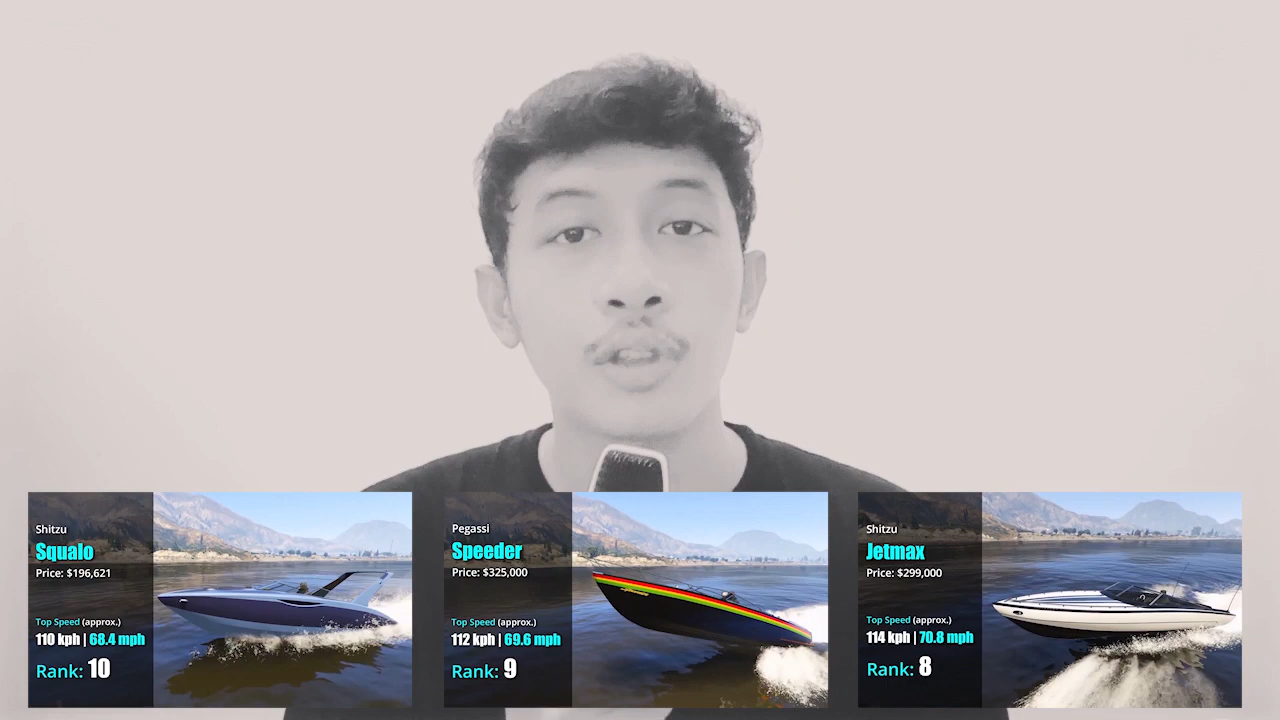 Shitzu
Squalo
Price: $196,621
Top Speed (approx.)
110 kph | 68.4 mph
Rank: 10
Pegassi
Speeder
Price: $325,000
Top Speed (approx.)
112 kph | 69.6 mph
Rank: 9
Shitzu
Jetmax
Price: $299,000
Top Speed (approx.)
114 kph | 70.8 mph
Rank: 8